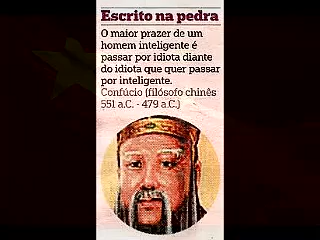 Escrito na pedra
O maior prazer de um
homem inteligente é
passar por idiota diante
do idiota que quer passar
por inteligente.
Confúcio (filósofo chinês
551 a.C. - 479 a.C.)